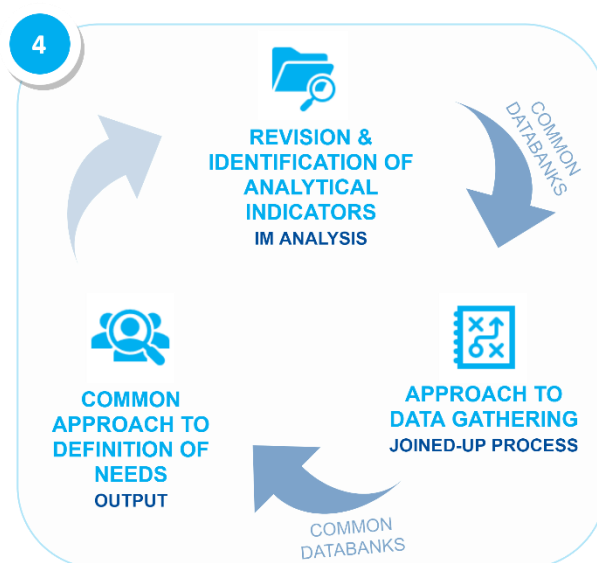 4
REVISION &
IDENTIFICATION OF
ANALYTICAL
INDICATORS
IM ANALYSIS
COMMON
DATABANKS
APPROACH TO
DATA GATHERING
JOINED-UP PROCESS
COMMON
DATABANKS
COMMON
APPROACH TO
DEFINITION OF
NEEDS
OUTPUT